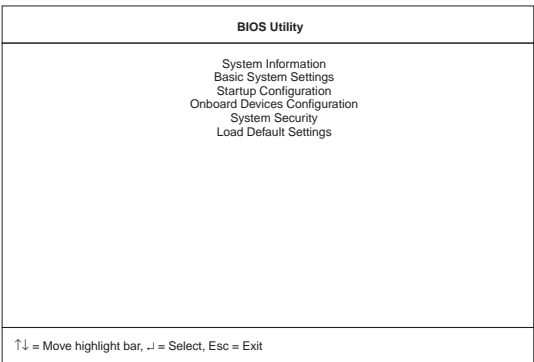 BIOS Utility
System Information
Basic System Settings
Startup Configuration
Onboard Devices Configuration
System Security
Load Default Settings
↑↓ = Move highlight bar, ↵ = Select, Esc = Exit